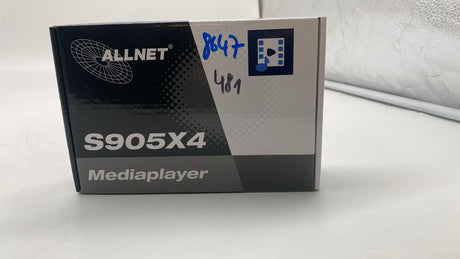 ALLNET®
8647
481
S905X4
Mediaplayer